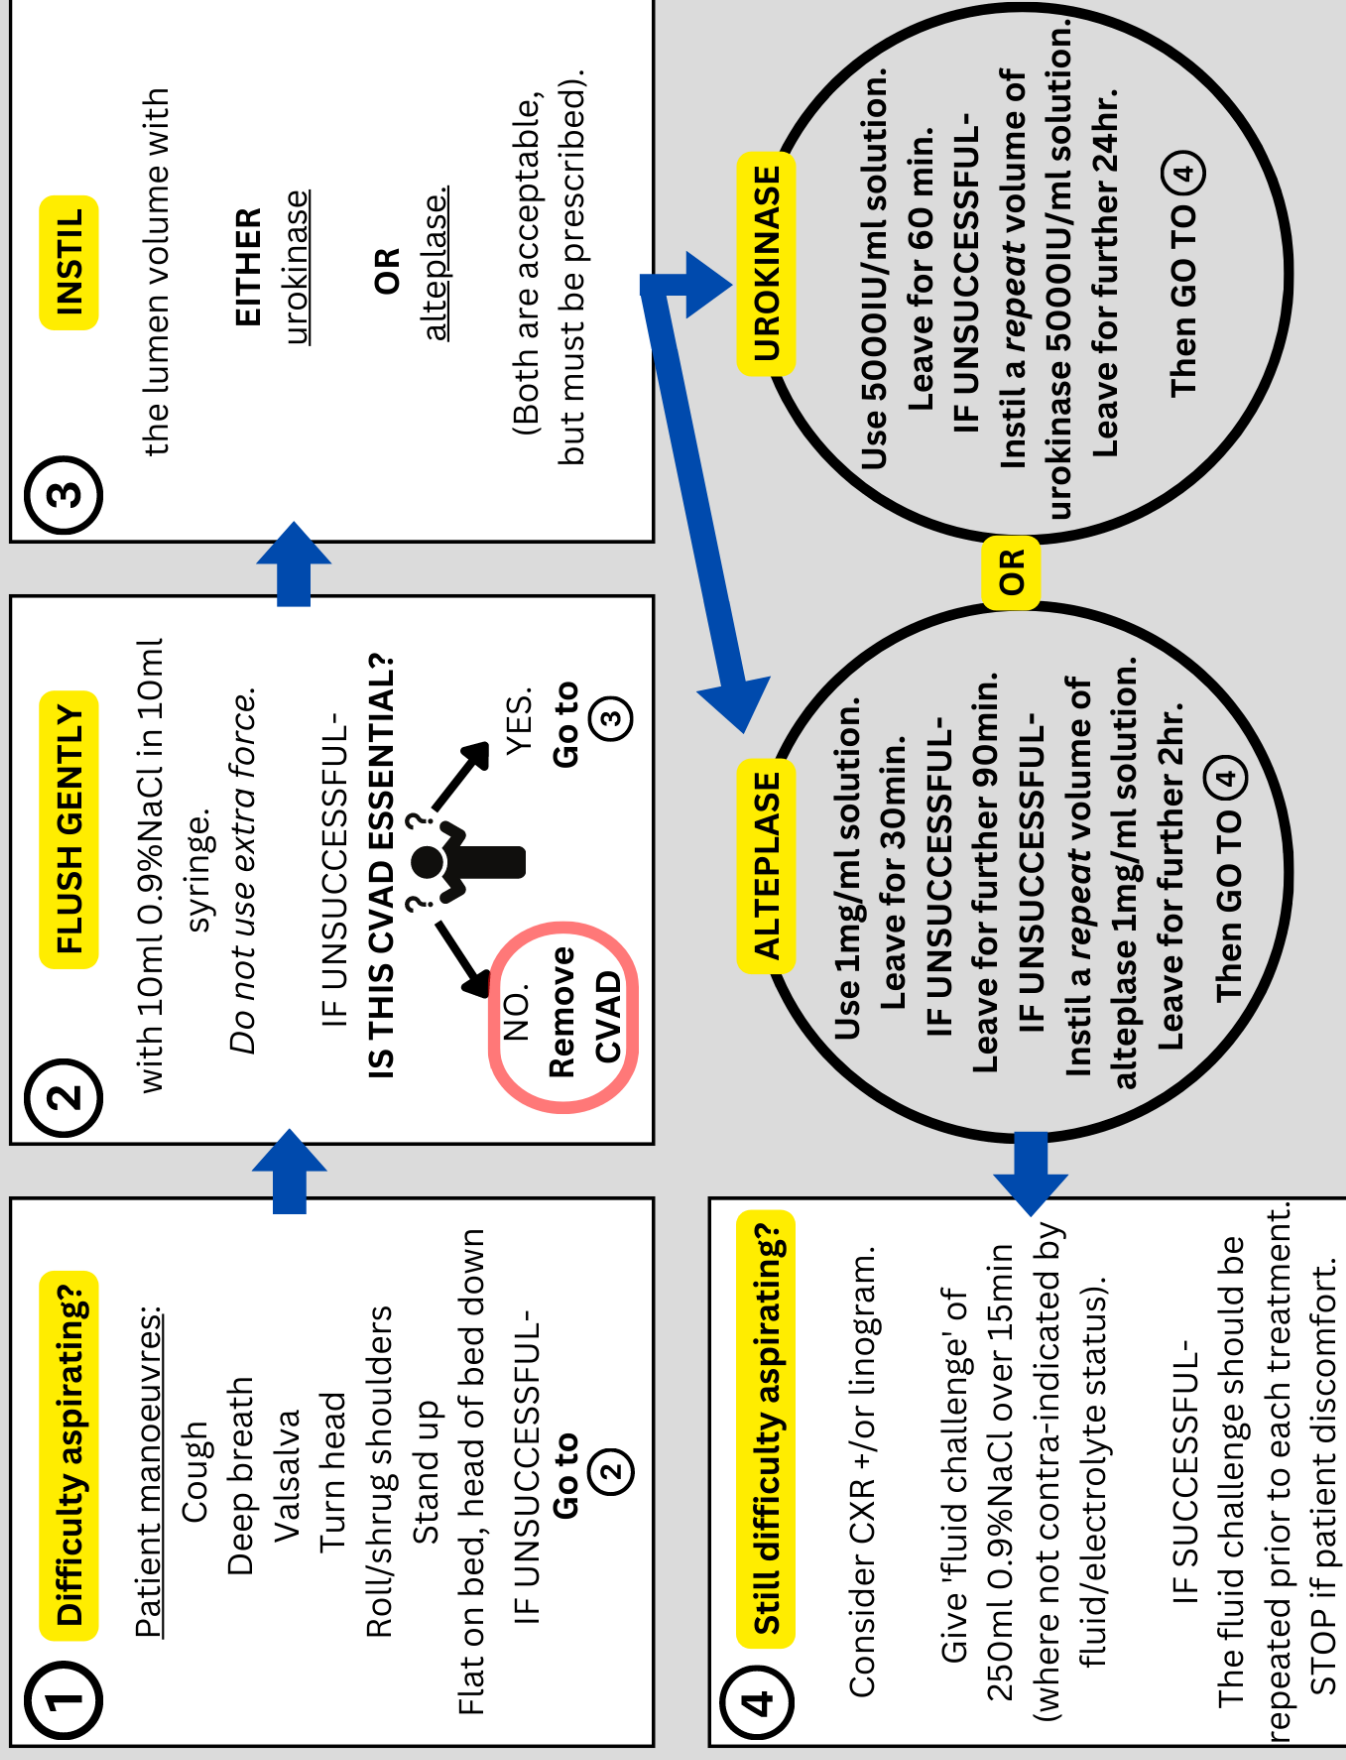 1
Difficulty aspirating?
Patient manoeuvres:
Cough
Deep breath
Valsalva
Turn head
Roll/shrug shoulders
Stand up
Flat on bed, head of bed down
IF UNSUCCESSFUL-
Go to
2
2
FLUSH GENTLY
with 10ml 0.9%NaCl in 10ml
syringe.
Do not use extra force.
IF UNSUCCESSFUL-
IS THIS CVAD ESSENTIAL?
? ?
NO.
Remove
CVAD
YES.
Go to
3
3
INSTIL
the lumen volume with
EITHER
urokinase
OR
alteplase.
(Both are acceptable,
but must be prescribed).
4
Still difficulty aspirating?
Consider CXR +/or linogram.
Give 'fluid challenge' of
250ml 0.9%NaCl over 15min
(where not contra-indicated by
fluid/electrolyte status).
IF SUCCESSFUL-
The fluid challenge should be
repeated prior to each treatment.
STOP if patient discomfort.
ALTEPLASE
Use 1mg/ml solution.
Leave for 30min.
IF UNSUCCESSFUL-
Leave for further 90min.
IF UNSUCCESSFUL-
Instil a repeat volume of
alteplase 1mg/ml solution.
Leave for further 2hr.
Then GO TO 4
OR
UROKINASE
Use 5000IU/ml solution.
Leave for 60 min.
IF UNSUCCESSFUL-
Instil a repeat volume of
urokinase 5000IU/ml solution.
Leave for further 24hr.
Then GO TO 4